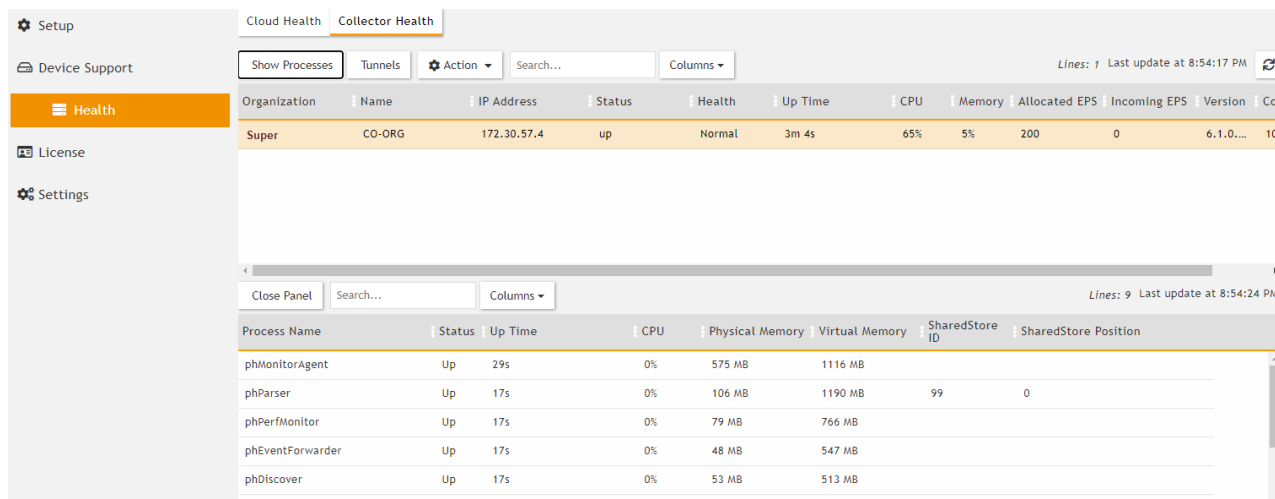 Setup
Device Support
Health
License
Settings
Cloud Health Collector Health
Show Processes Tunnels Action Search... Columns Lines: 1 Last update at 8:54:17 PM
Organization Name IP Address Status Health Up Time CPU Memory Allocated EPS Incoming EPS Version Co
Super CO-ORG 172.30.57.4 up Normal 3m 4s 65% 5% 200 0 6.1.0.... 10
Close Panel Search... Columns Lines: 9 Last update at 8:54:24 PM
Process Name Status Up Time CPU Physical Memory Virtual Memory SharedStore ID SharedStore Position
phMonitorAgent Up 29s 0% 575 MB 1116 MB
phParser Up 17s 0% 106 MB 1190 MB 99 0
phPerfMonitor Up 17s 0% 79 MB 766 MB
phEventForwarder Up 17s 0% 48 MB 547 MB
phDiscover Up 17s 0% 53 MB 513 MB